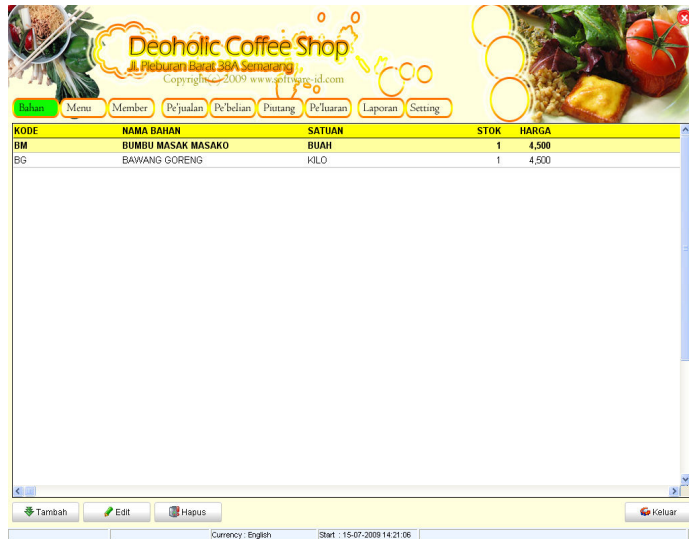 Deoholic Coffee Shop
Jl. Pleburan Barat 38A Semarang
Copyright(c) 2009 www.software-id.com
Bahan Menu Member Pe'jualan Pe'belian Piutang Pe'luaran Laporan Setting
KODE NAMA BAHAN SATUAN STOK HARGA
BM BUMBU MASAK MASAKO BUAH 1 4,500
BG BAWANG GORENG KILO 1 4,500
Tambah Edit Hapus Keluar
Currency : English Start : 15-07-2009 14:21:06